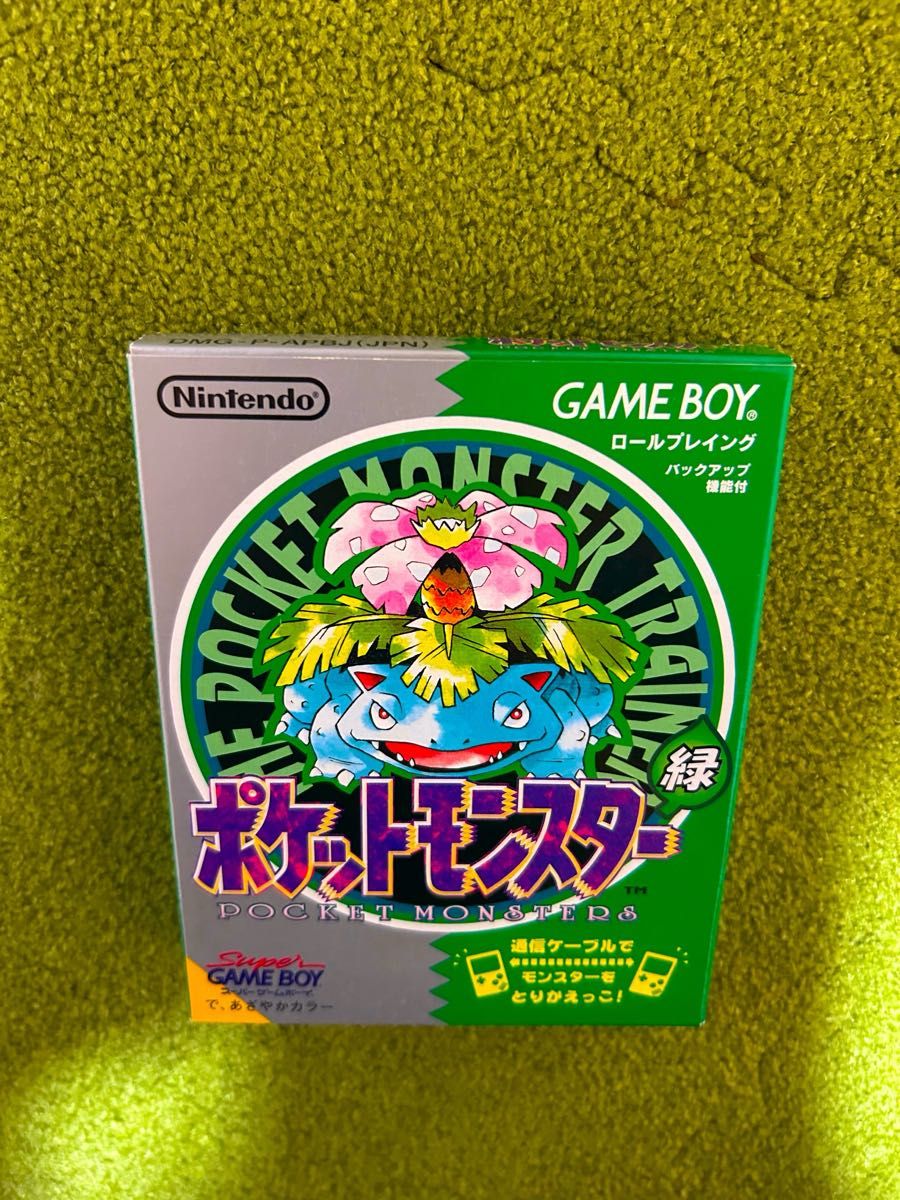 DMG-P-APBJ(JPN)
Nintendo®
GAME BOY®
ロールプレイング
バックアップ
機能付
POCKET MONSTER TRAINER
緑
ポケットモンスター™
POCKET MONSTERS
Super
GAME BOY
スーパーゲームボーイ
で、あざやかカラー
通信ケーブルで
モンスターを
とりかえっこ!